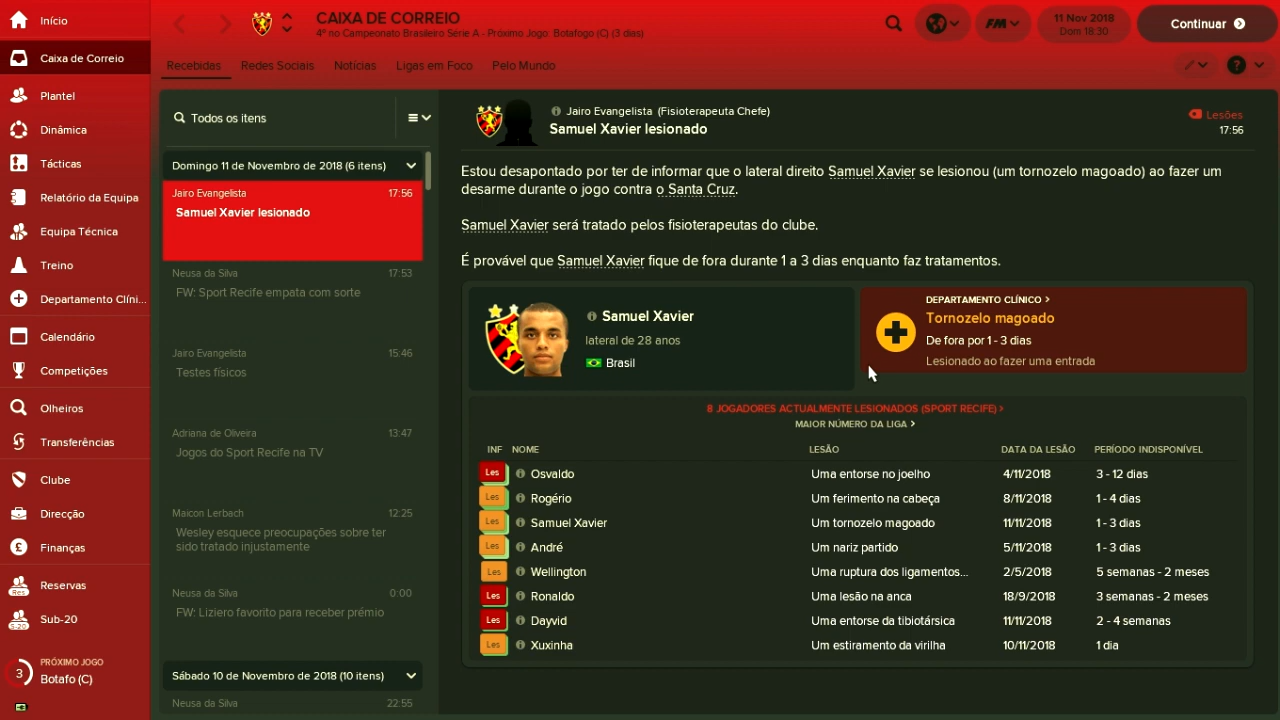 Início
Caixa de Correio
Plantel
Dinâmica
Tácticas
Relatório da Equipa
Equipa Técnica
Treino
Departamento Clíni...
Calendário
Competições
Olheiros
Transferências
Clube
Direcção
Finanças
Res
Reservas
S-20
Sub-20
PRÓXIMO JOGO
3
Botafo (C)
CAIXA DE CORREIO
4º no Campeonato Brasileiro Série A - Próximo Jogo Botafogo (C) (3 dias)
FM
11 Nov 2018
Dom 18:30
Continuar
Recebidas
Redes Sociais
Notícias
Ligas em Foco
Pelo Mundo
?
Todos os itens
Domingo 11 de Novembro de 2018 (6 itens)
Jairo Evangelista 17:56
Samuel Xavier lesionado
Neusa da Silva 17:53
FW: Sport Recife empata com sorte
Jairo Evangelista 15:46
Testes físicos
Adriana de Oliveira 13:47
Jogos do Sport Recife na TV
Maicon Lerbach 12:25
Wesley esquece preocupações sobre ter
sido tratado injustamente
Neusa da Silva 0:00
FW: Liziero favorito para receber prémio
Sábado 10 de Novembro de 2018 (10 itens)
Neusa da Silva 22:55
Jairo Evangelista (Fisioterapeuta Chefe)
Samuel Xavier lesionado
Lesões
17:56
Estou desapontado por ter de informar que o lateral direito Samuel Xavier se lesionou (um tornozelo magoado) ao fazer um
desarme durante o jogo contra o Santa Cruz.
Samuel Xavier será tratado pelos fisioterapeutas do clube.
É provável que Samuel Xavier fique de fora durante 1 a 3 dias enquanto faz tratamentos.
Samuel Xavier
lateral de 28 anos
Brasil
DEPARTAMENTO CLÍNICO >
Tornozelo magoado
De fora por 1 - 3 dias
Lesionado ao fazer uma entrada
8 JOGADORES ACTUALMENTE LESIONADOS (SPORT RECIFE) >
MAIOR NÚMERO DA LIGA >
INF NOME LESÃO DATA DA LESÃO PERÍODO INDISPONÍVEL
Les Osvaldo Uma entorse no joelho 4/11/2018 3 - 12 dias
Les Rogério Um ferimento na cabeça 8/11/2018 1 - 4 dias
Les Samuel Xavier Um tornozelo magoado 11/11/2018 1 - 3 dias
Les André Um nariz partido 5/11/2018 1 - 3 dias
Les Wellington Uma ruptura dos ligamentos... 2/5/2018 5 semanas - 2 meses
Les Ronaldo Uma lesão na anca 18/9/2018 3 semanas - 2 meses
Les Dayvid Uma entorse da tibiotársica 11/11/2018 2 - 4 semanas
Les Xuxinha Um estiramento da virilha 10/11/2018 1 dia